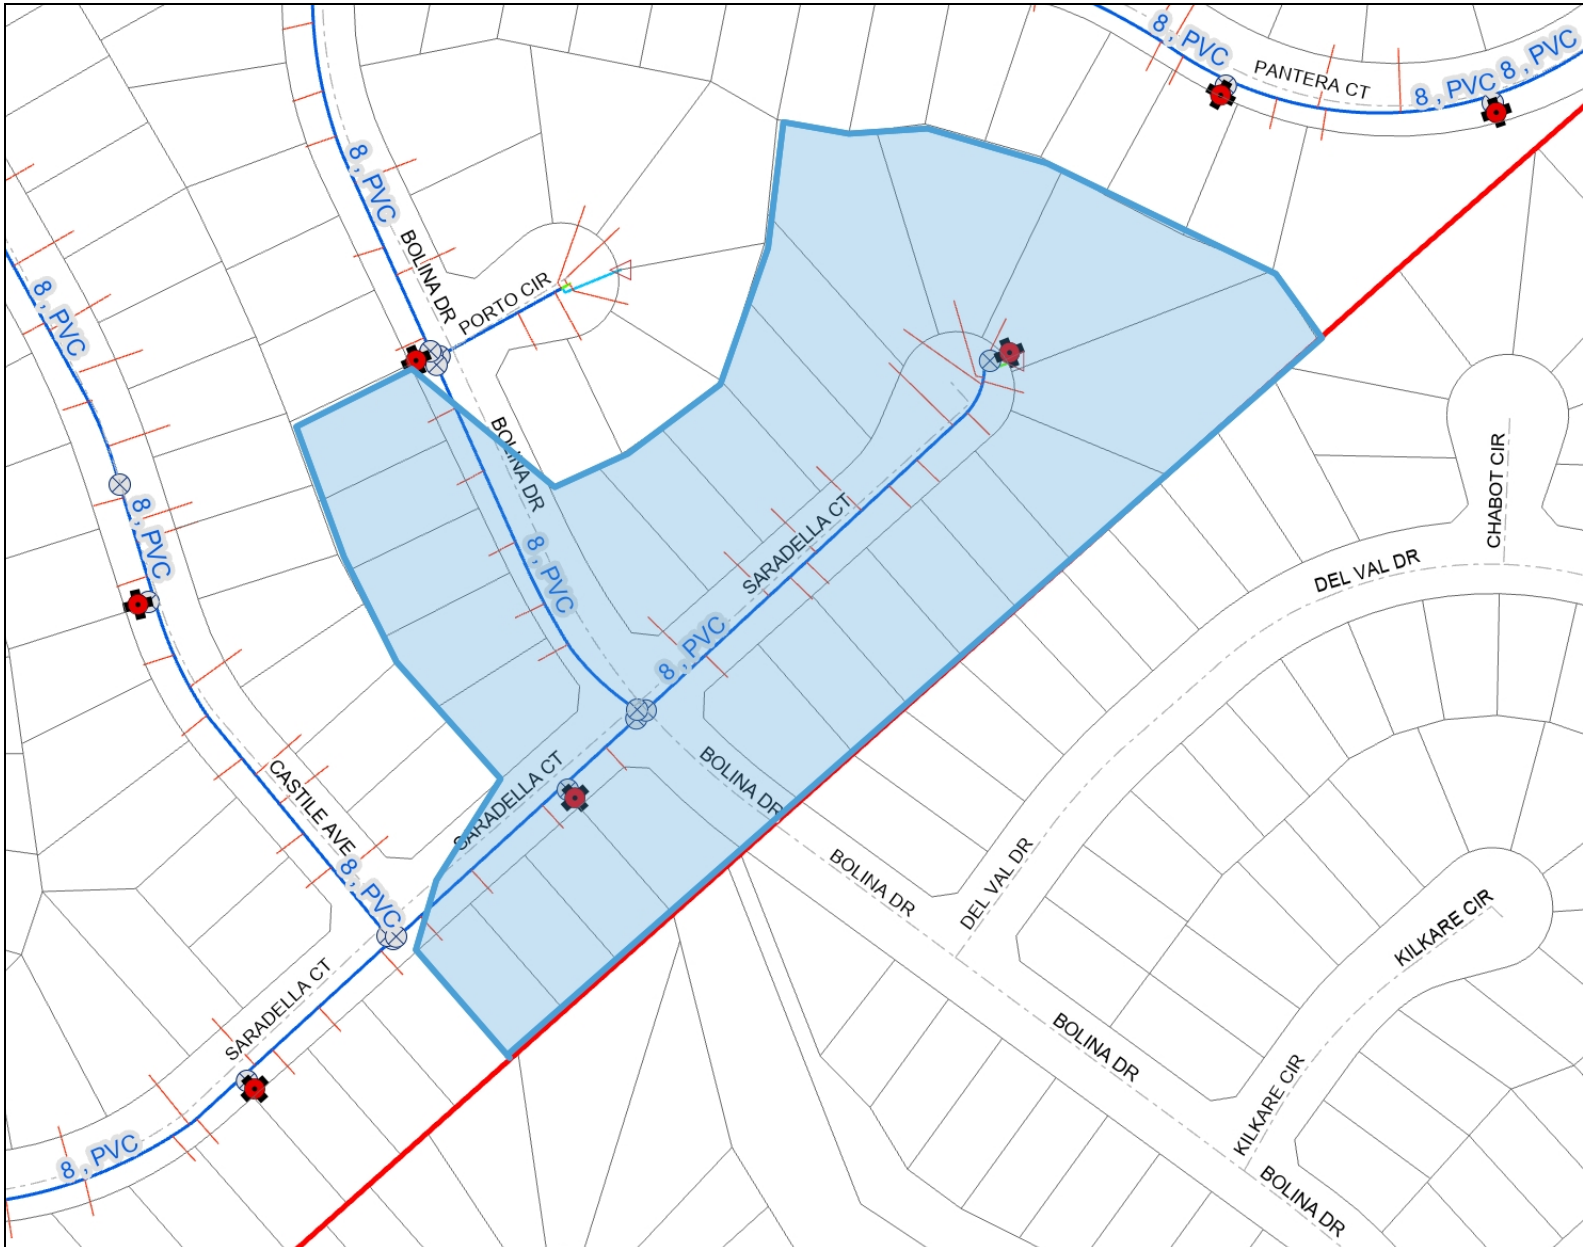 8 , PVC
PANTERA CT
8 , PVC
8 , PVC
8 , PVC
BOLINA DR
PORTO CIR
8 , PVC
BOLINA DR
CHABOT CIR
8 , PVC
SARADELLA CT
8 , PVC
DEL VAL DR
8 , PVC
CASTILE AVE
SARADELLA CT
BOLINA DR
8 , PVC
BOLINA DR
DEL VAL DR
KILKARE CIR
SARADELLA CT
BOLINA DR
KILKARE CIR
8 , PVC
BOLINA DR